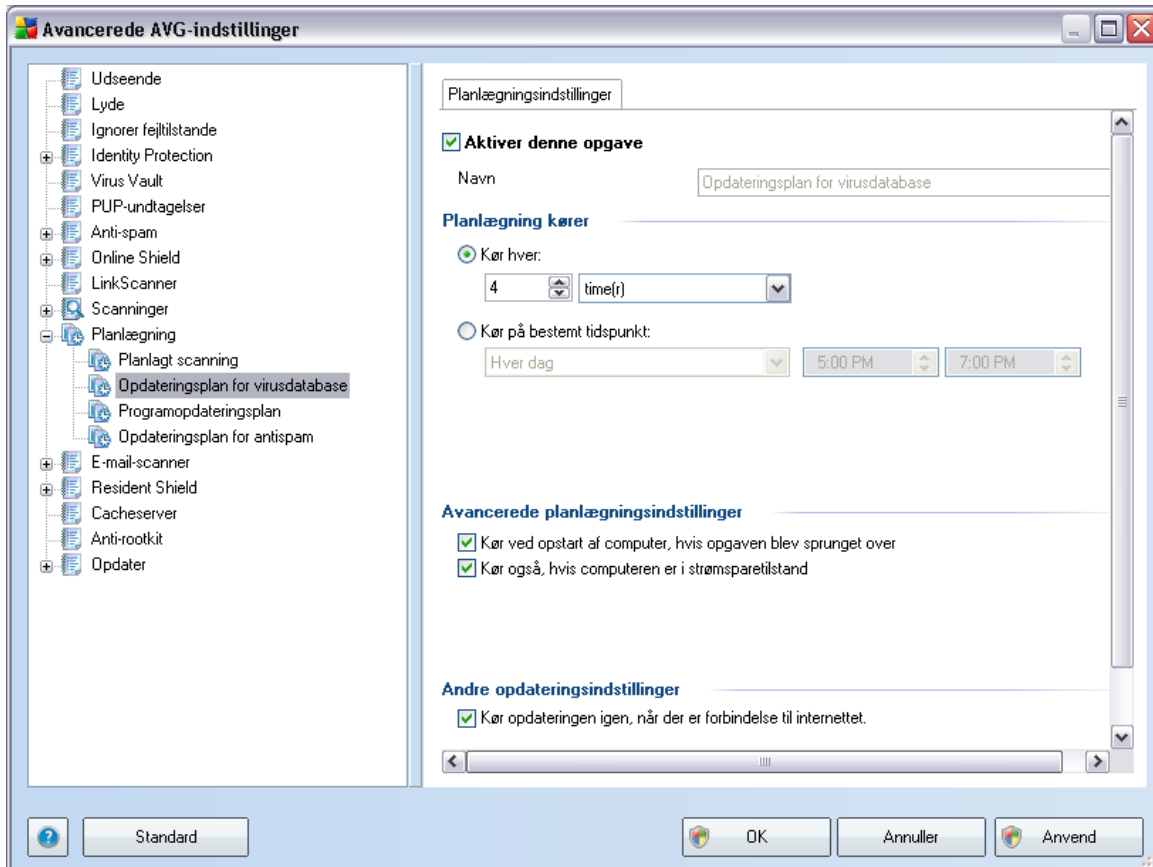 Avancerede AVG-indstillinger
Udseende
Lyde
Ignorer fejltilstande
Identity Protection
Virus Vault
PUP-undtagelser
Anti-spam
Online Shield
LinkScanner
Scanninger
Planlægning
Planlagt scanning
Opdateringsplan for virusdatabase
Programopdateringsplan
Opdateringsplan for antispam
E-mail-scanner
Resident Shield
Cacheserver
Anti-rootkit
Opdater
Planlægningsindstillinger
Aktiver denne opgave
Navn Opdateringsplan for virusdatabase
Planlægning kører
Kør hver:
4 time(r)
Kør på bestemt tidspunkt:
Hver dag 5:00 PM 7:00 PM
Avancerede planlægningsindstillinger
Kør ved opstart af computer, hvis opgaven blev sprunget over
Kør også, hvis computeren er i strømsparetilstand
Andre opdateringsindstillinger
Kør opdateringen igen, når der er forbindelse til internettet.
Standard OK Annuller Anvend